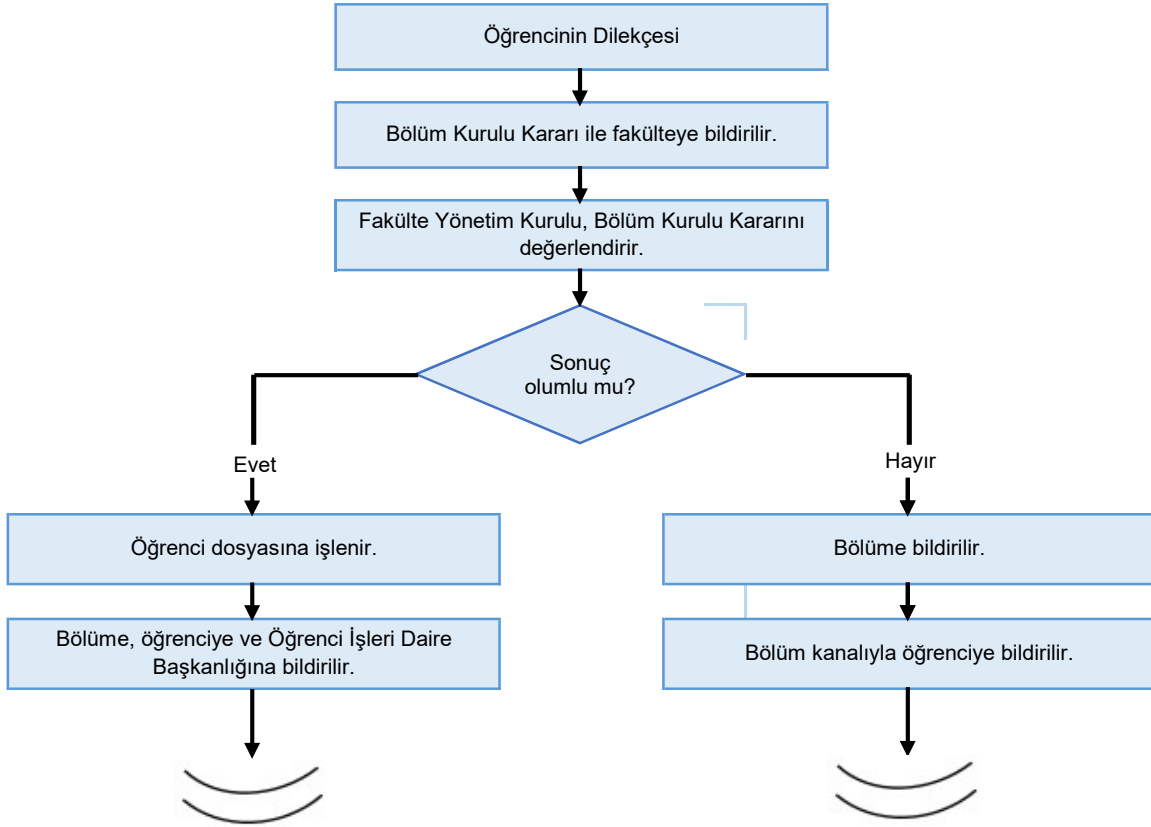 Öğrencinin Dilekçesi
Bölüm Kurulu Kararı ile fakülteye bildirilir.
Fakülte Yönetim Kurulu, Bölüm Kurulu Kararını
değerlendirir.
Sonuç
olumlu mu?
Evet
Hayır
Öğrenci dosyasına işlenir.
Bölüme bildirilir.
Bölüme, öğrenciye ve Öğrenci İşleri Daire
Başkanlığına bildirilir.
Bölüm kanalıyla öğrenciye bildirilir.